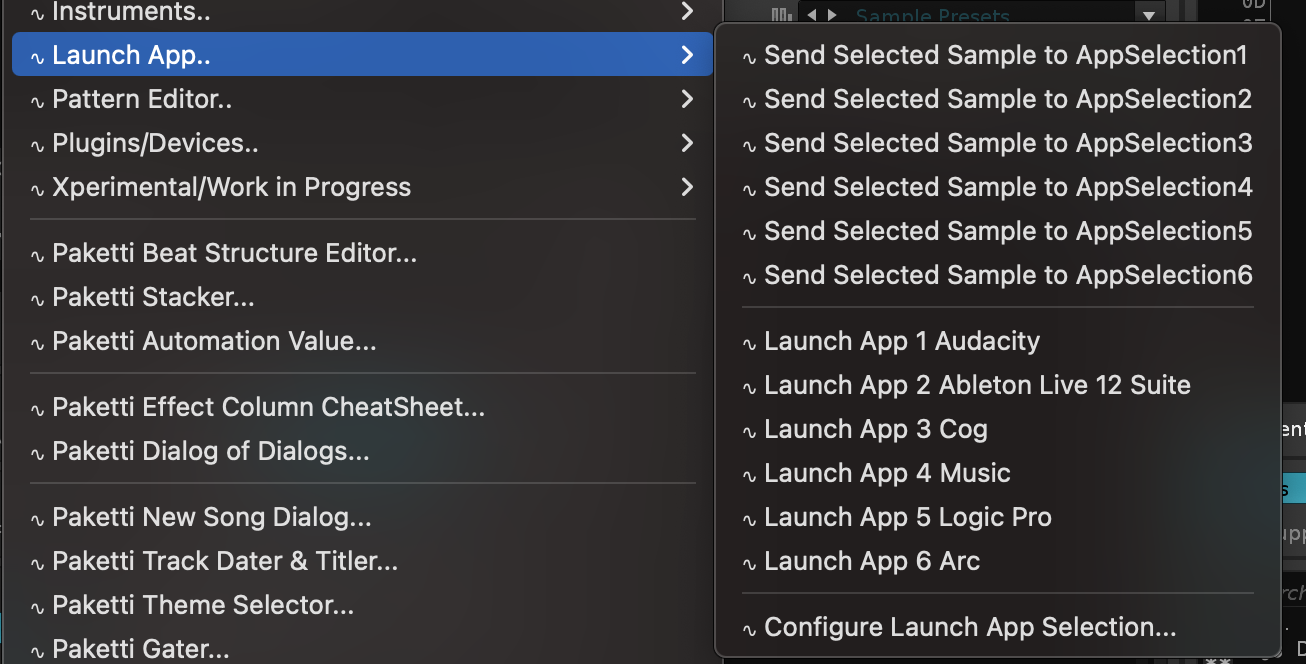 Instruments..
Launch App..
Pattern Editor..
Plugins/Devices..
Xperimental/Work in Progress
Paketti Beat Structure Editor...
Paketti Stacker...
Paketti Automation Value...
Paketti Effect Column CheatSheet...
Paketti Dialog of Dialogs...
Paketti New Song Dialog...
Paketti Track Dater & Titler...
Paketti Theme Selector...
Paketti Gater...
Sample Presets
0D
Send Selected Sample to AppSelection1
Send Selected Sample to AppSelection2
Send Selected Sample to AppSelection3
Send Selected Sample to AppSelection4
Send Selected Sample to AppSelection5
Send Selected Sample to AppSelection6
Launch App 1 Audacity
Launch App 2 Ableton Live 12 Suite
Launch App 3 Cog
Launch App 4 Music
Launch App 5 Logic Pro
Launch App 6 Arc
Configure Launch App Selection...